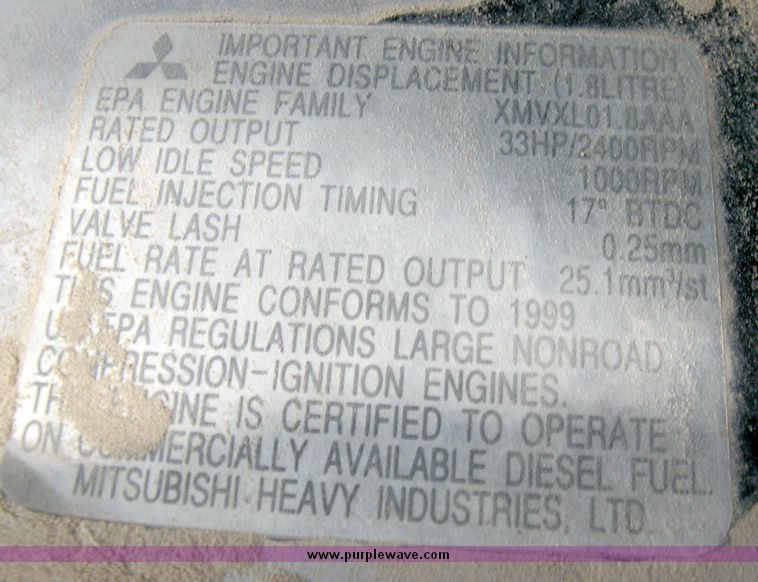 IMPORTANT ENGINE INFORMATION
ENGINE DISPLACEMENT (1.8LITRE)
EPA ENGINE FAMILY XMVXL01.8AAA
RATED OUTPUT 33HP/2400RPM
LOW IDLE SPEED 1000RPM
FUEL INJECTION TIMING 17° BTDC
VALVE LASH 0.25mm
FUEL RATE AT RATED OUTPUT 25.1mm³/st
THIS ENGINE CONFORMS TO 1999
EPA REGULATIONS LARGE NONROAD
COMPRESSION-IGNITION ENGINES.
THIS ENGINE IS CERTIFIED TO OPERATE
ON COMMERCIALLY AVAILABLE DIESEL FUEL.
MITSUBISHI HEAVY INDUSTRIES, LTD.
www.purplewave.com